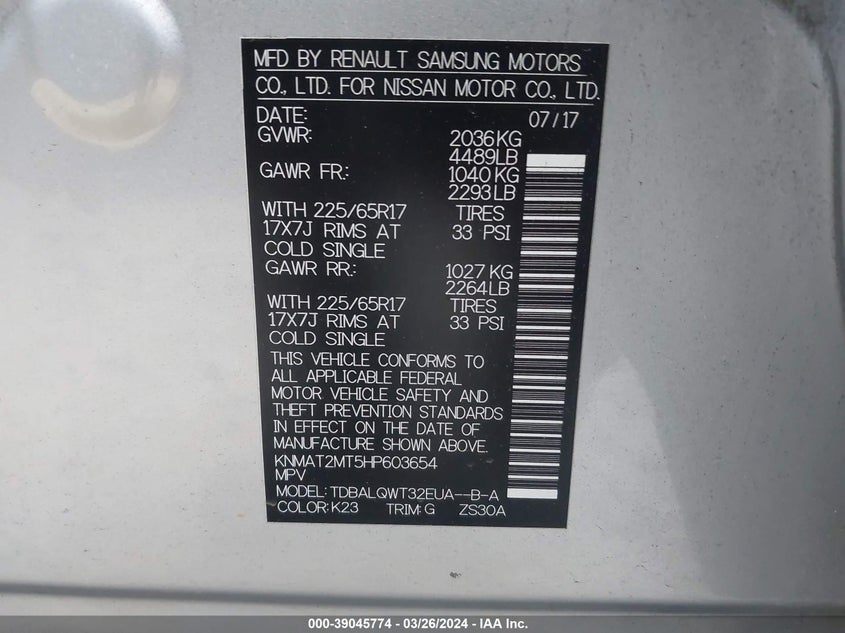 MFD BY RENAULT SAMSUNG MOTORS
CO., LTD. FOR NISSAN MOTOR CO., LTD.
DATE: 07/17
GVWR: 2036KG
4489LB
GAWR FR.: 1040KG
2293LB
WITH 225/65R17 TIRES
17X7J RIMS AT 33 PSI
COLD SINGLE
GAWR RR.: 1027KG
2264LB
WITH 225/65R17 TIRES
17X7J RIMS AT 33 PSI
COLD SINGLE
THIS VEHICLE CONFORMS TO
ALL APPLICABLE FEDERAL
MOTOR VEHICLE SAFETY AND
THEFT PREVENTION STANDARDS
IN EFFECT ON THE DATE OF
MANUFACTURE SHOWN ABOVE.
KNMAT2MT5HP603654
MPV
MODEL: TDBALQWT32EUA--B-A
COLOR: K23 TRIM: G ZS30A
000-39045774 - 03/26/2024 - IAA Inc.